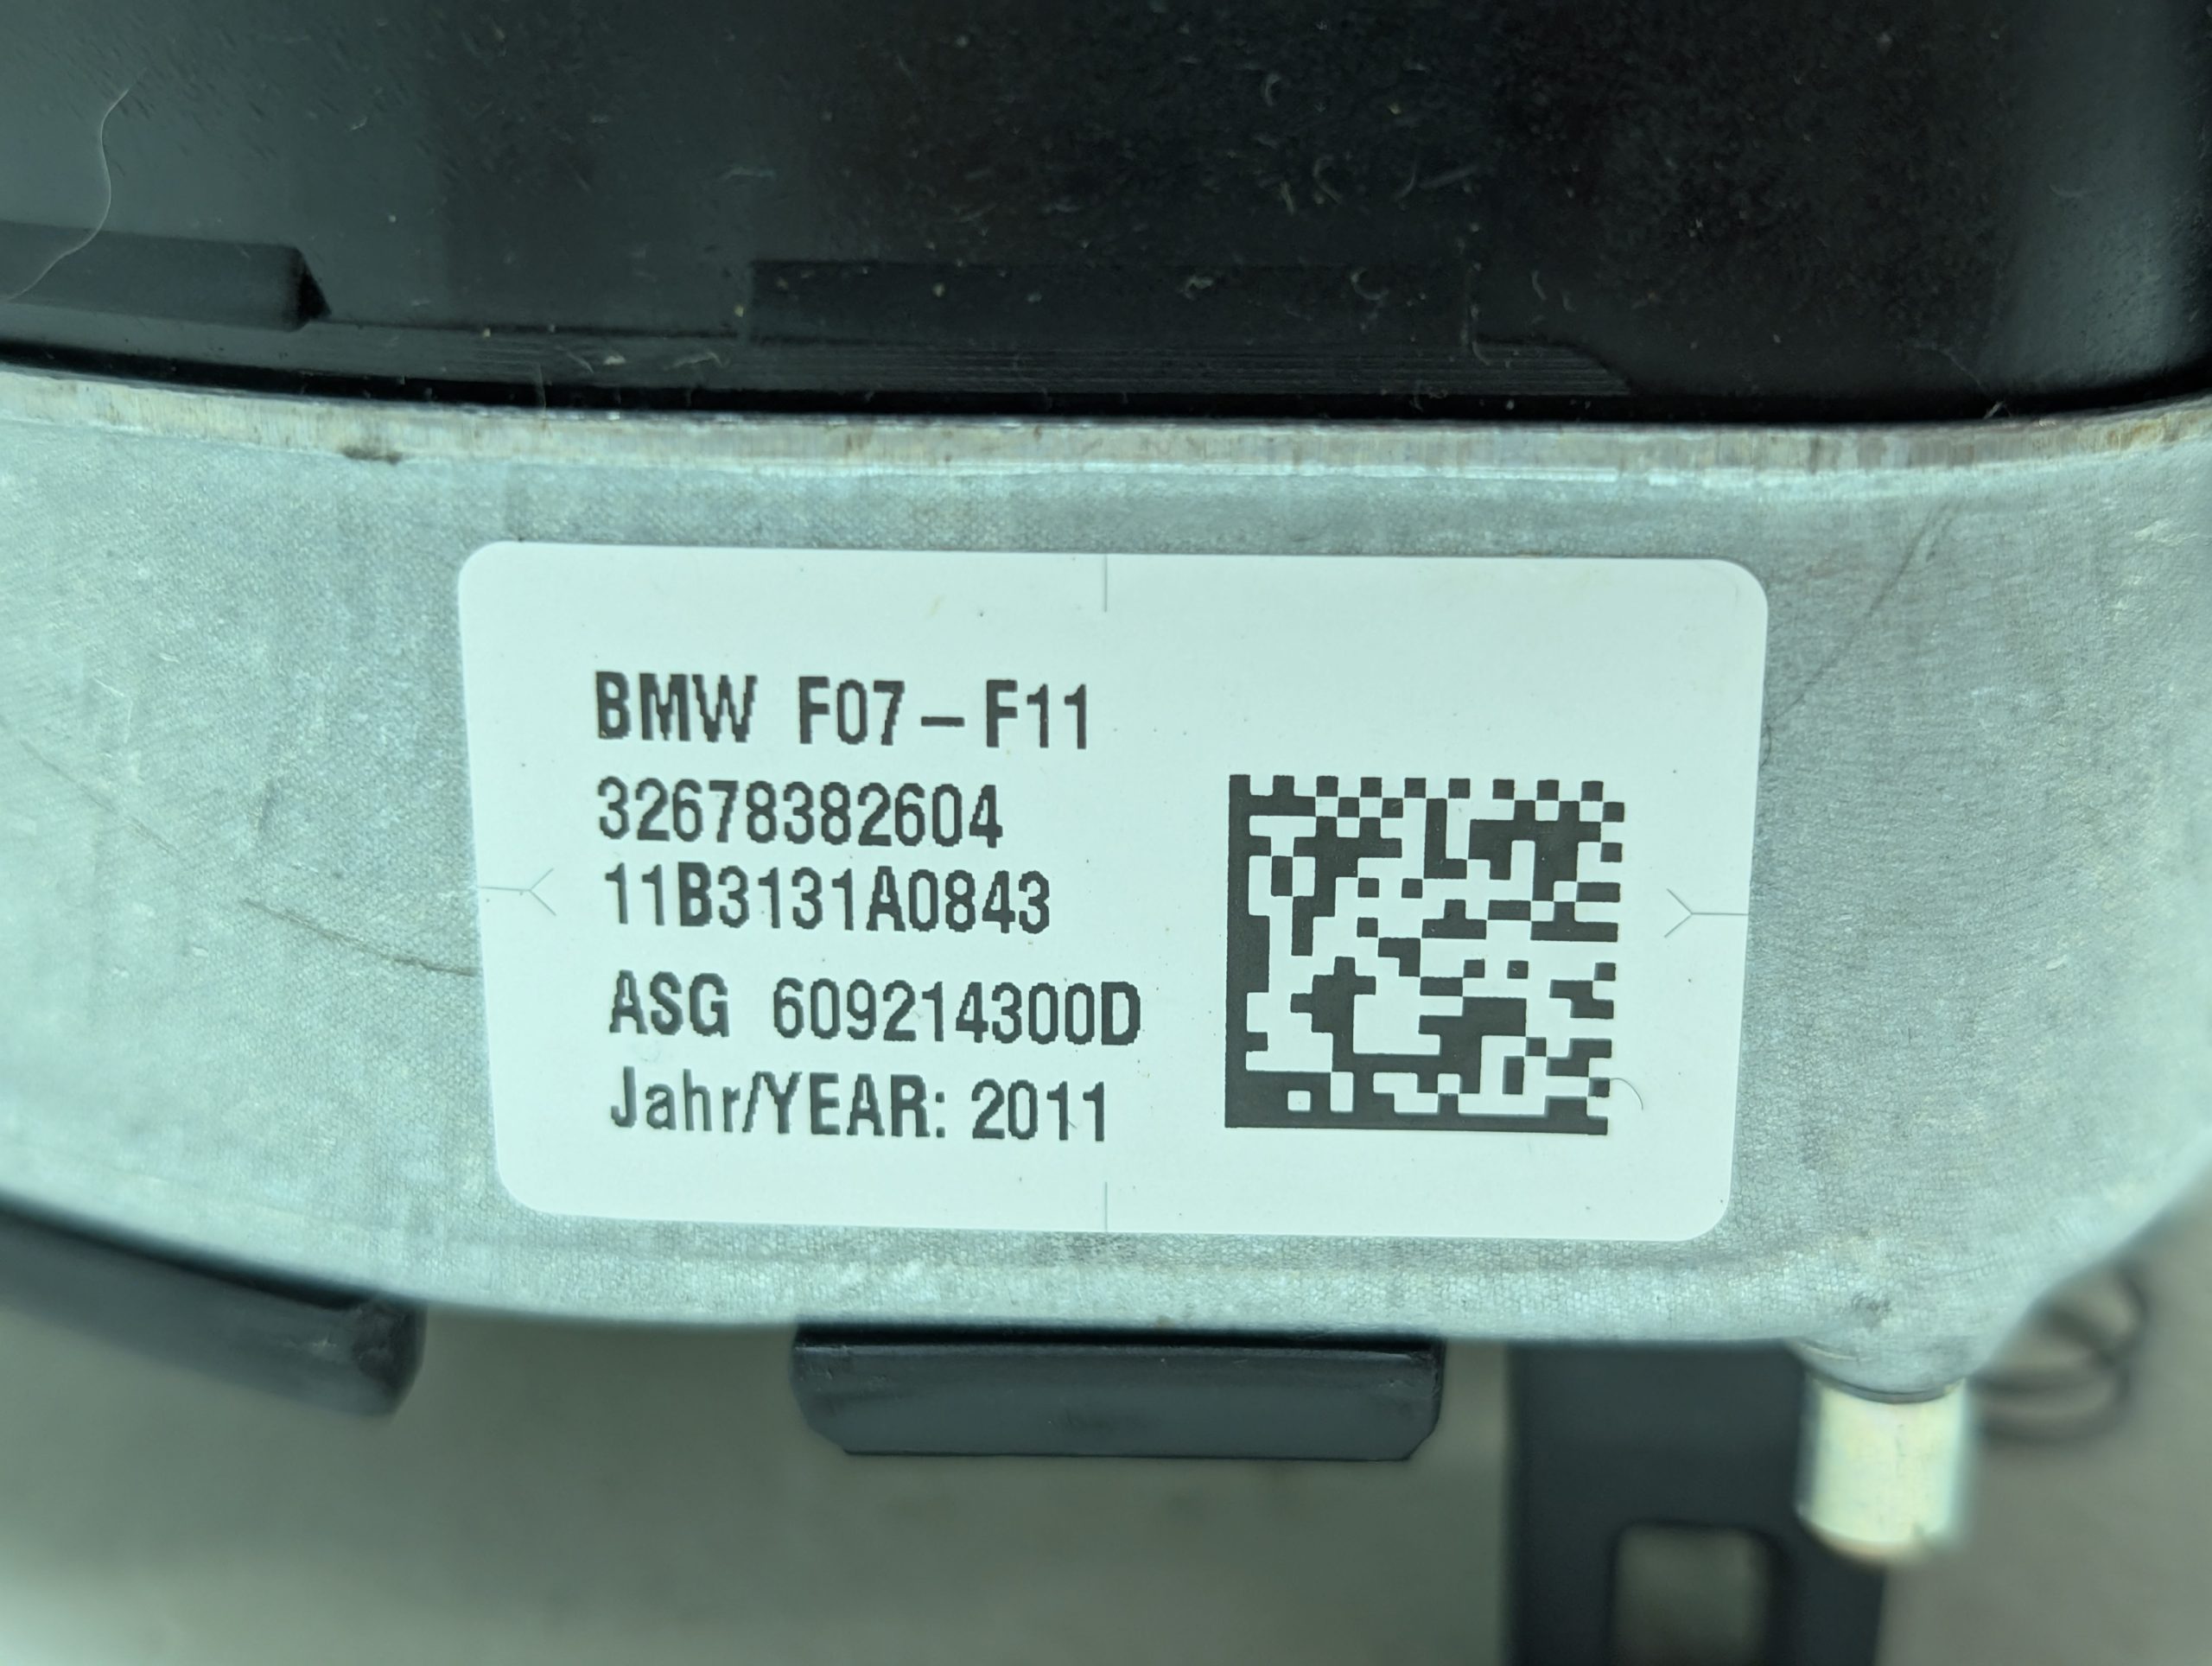 BMW F07-F11
32678382604
11B3131A0843
ASG 609214300D
Jahr/YEAR: 2011